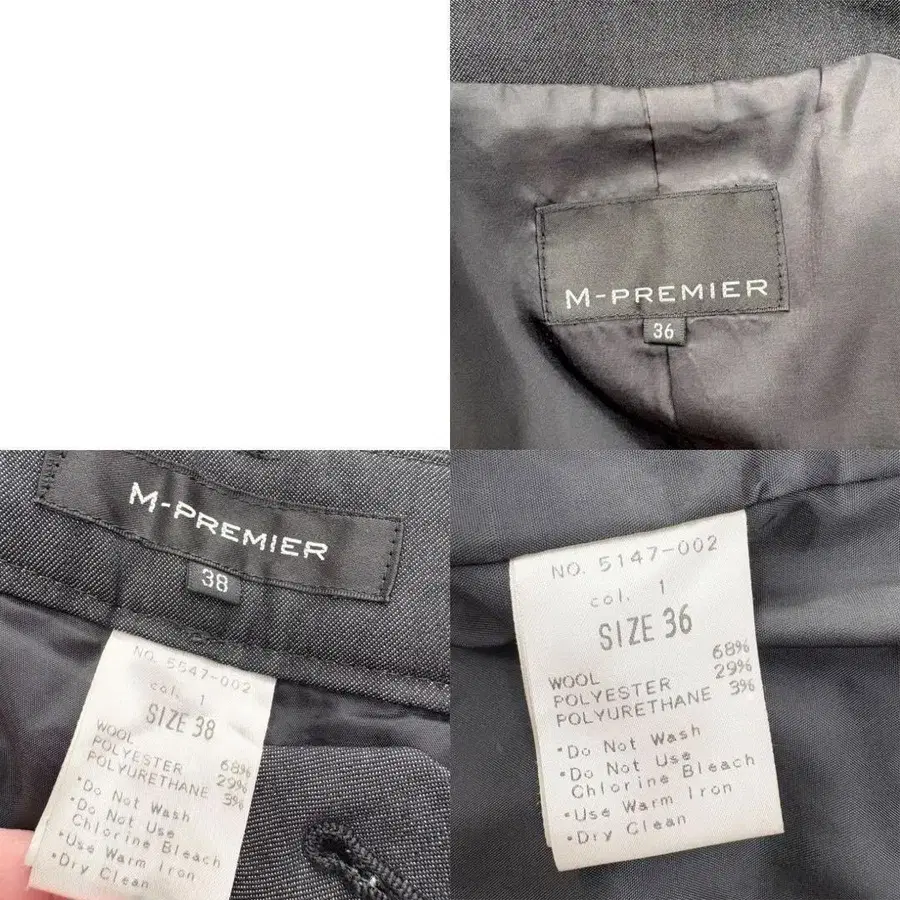 M-PREMIER
36
M-PREMIER
38
NO. 5547-002
col. 1
SIZE 38
WOOL 68%
POLYESTER 29%
POLYURETHANE 3%
•Do Not Wash
•Do Not Use
Chlorine Bleach
•Use Warm Iron
•Dry Clean
NO. 5147-002
col. 1
SIZE 36
WOOL 68%
POLYESTER 29%
POLYURETHANE 3%
•Do Not Wash
•Do Not Use
Chlorine Bleach
•Use Warm Iron
•Dry Clean